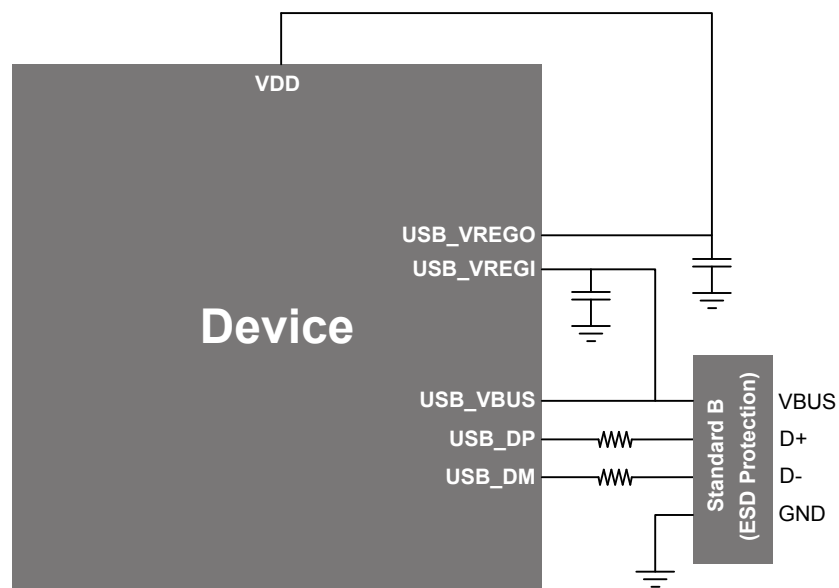 VDD
USB_VREGO
USB_VREGI
Device
USB_VBUS
USB_DP
USB_DM
Standard B
(ESD Protection)
VBUS
D+
D-
GND